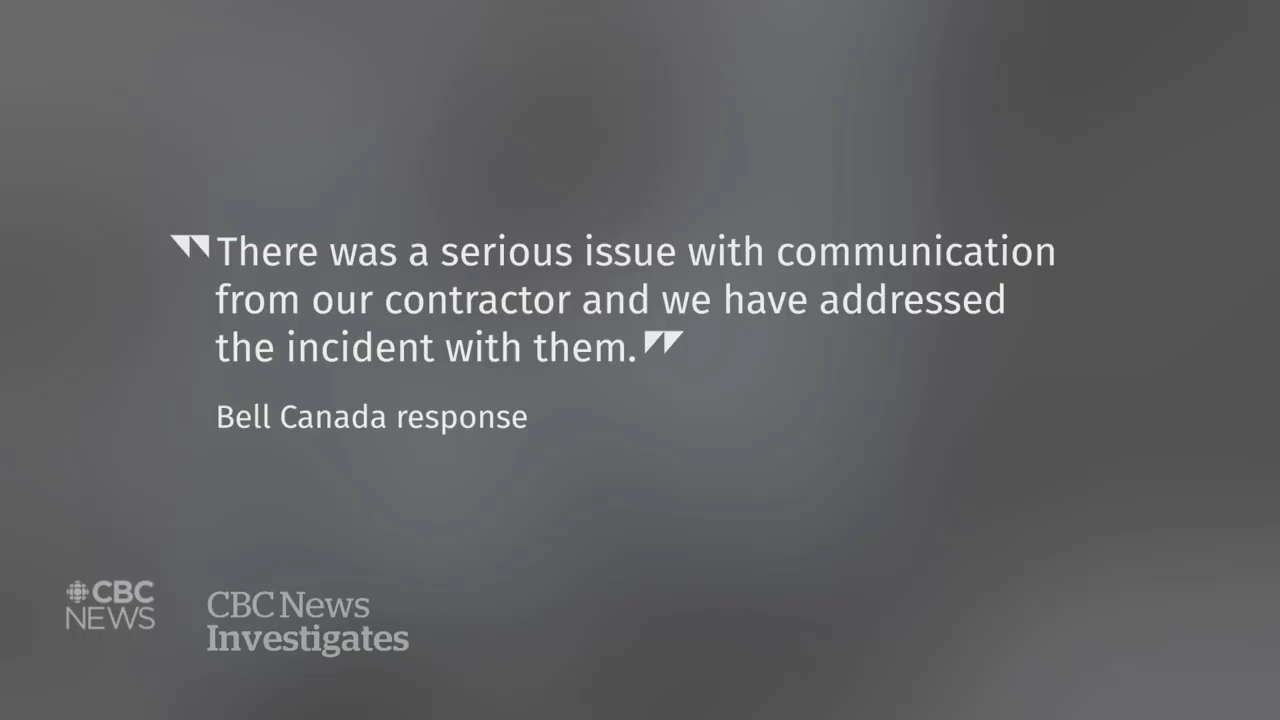 "There was a serious issue with communication
from our contractor and we have addressed
the incident with them."
Bell Canada response
CBC
NEWS
CBC News
Investigates